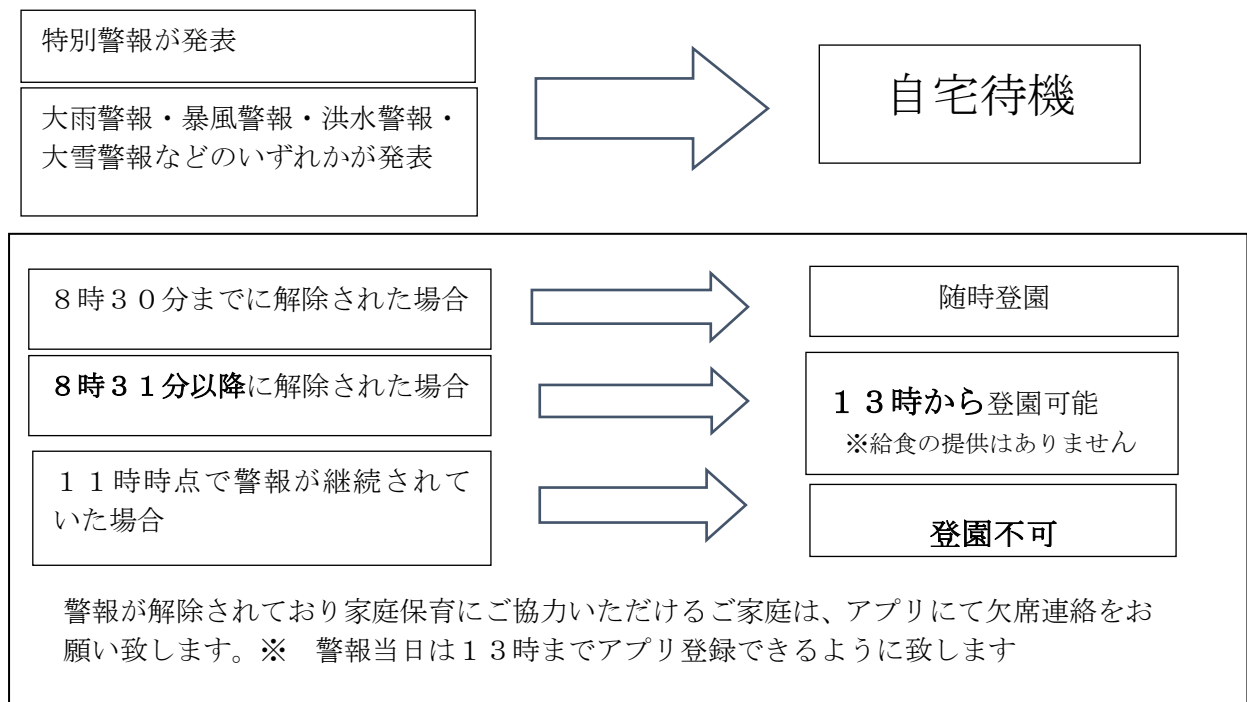 特別警報が発表
自宅待機
大雨警報・暴風警報・洪水警報・
大雪警報などのいずれかが発表
８時３０分までに解除された場合
随時登園
８時３１分以降に解除された場合
１３時から登園可能
※給食の提供はありません
１１時時点で警報が継続されて
いた場合
登園不可
警報が解除されており家庭保育にご協力いただけるご家庭は、アプリにて欠席連絡をお
願い致します。※　警報当日は１３時までアプリ登録できるように致します